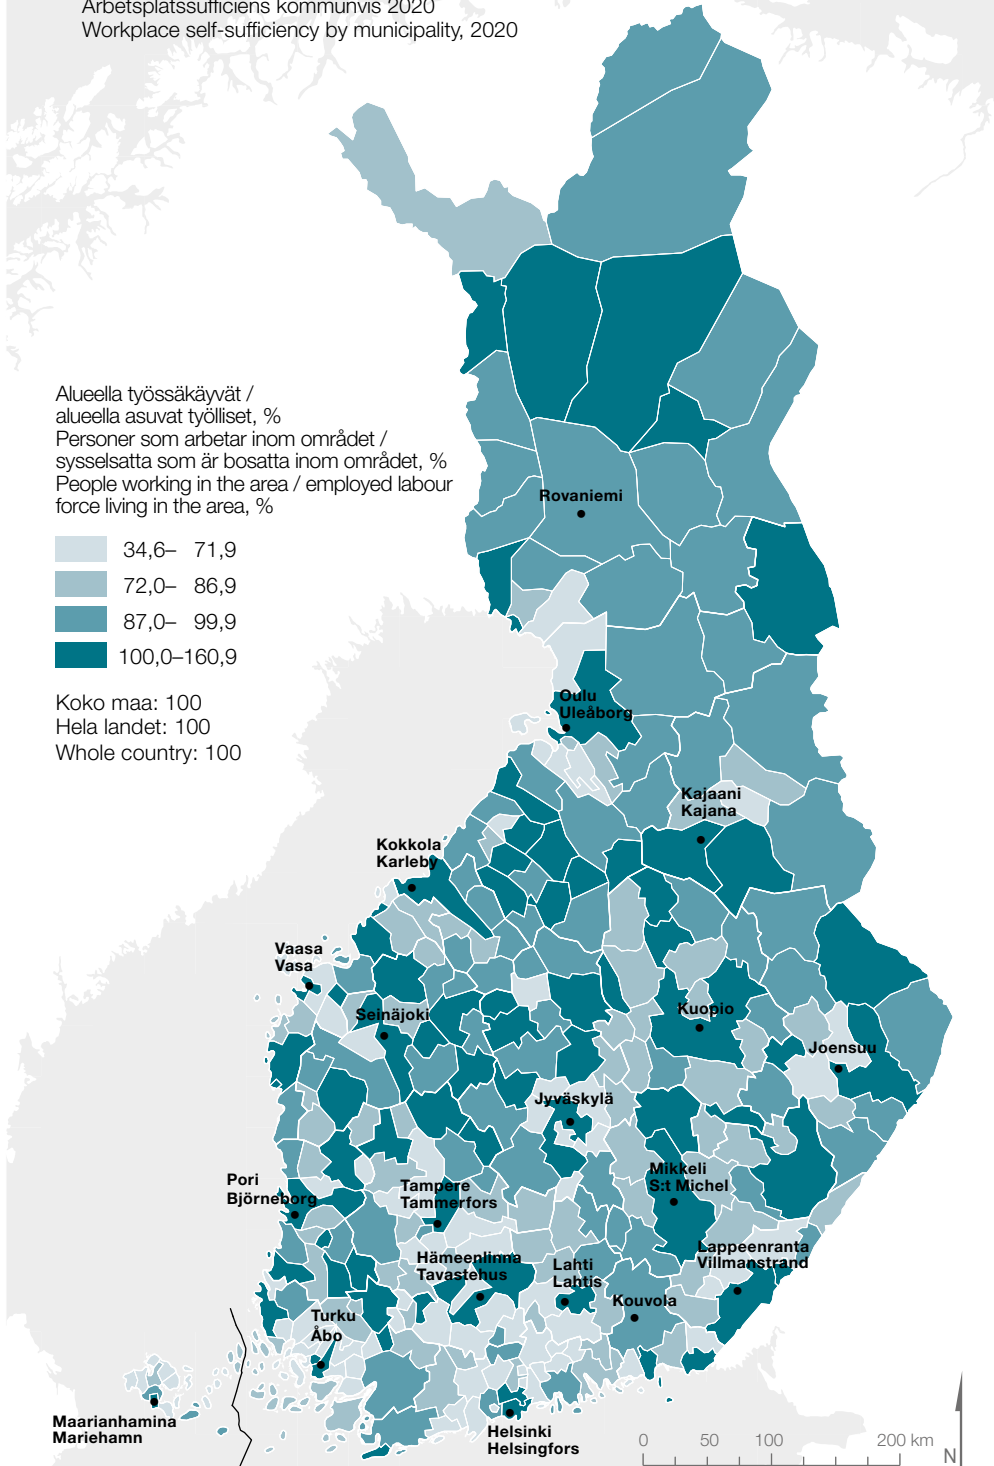 Arbetsplatssufficiens kommunvis 2020
Workplace self-sufficiency by municipality, 2020
Alueella työssäkäyvät /
alueella asuvat työlliset, %
Personer som arbetar inom området /
sysselsatta som är bosatta inom området, %
People working in the area / employed labour
force living in the area, %
34,6– 71,9
72,0– 86,9
87,0– 99,9
100,0–160,9
Koko maa: 100
Hela landet: 100
Whole country: 100
Rovaniemi
Oulu
Uleåborg
Kajaani
Kajana
Kokkola
Karleby
Vaasa
Vasa
Seinäjoki
Kuopio
Joensuu
Jyväskylä
Mikkeli
S:t Michel
Pori
Björneborg
Tampere
Tammerfors
Lappeenranta
Villmanstrand
Hämeenlinna
Tavastehus
Lahti
Lahtis
Kouvola
Turku
Åbo
Maarianhamina
Mariehamn
Helsinki
Helsingfors
0 50 100 200 km
N